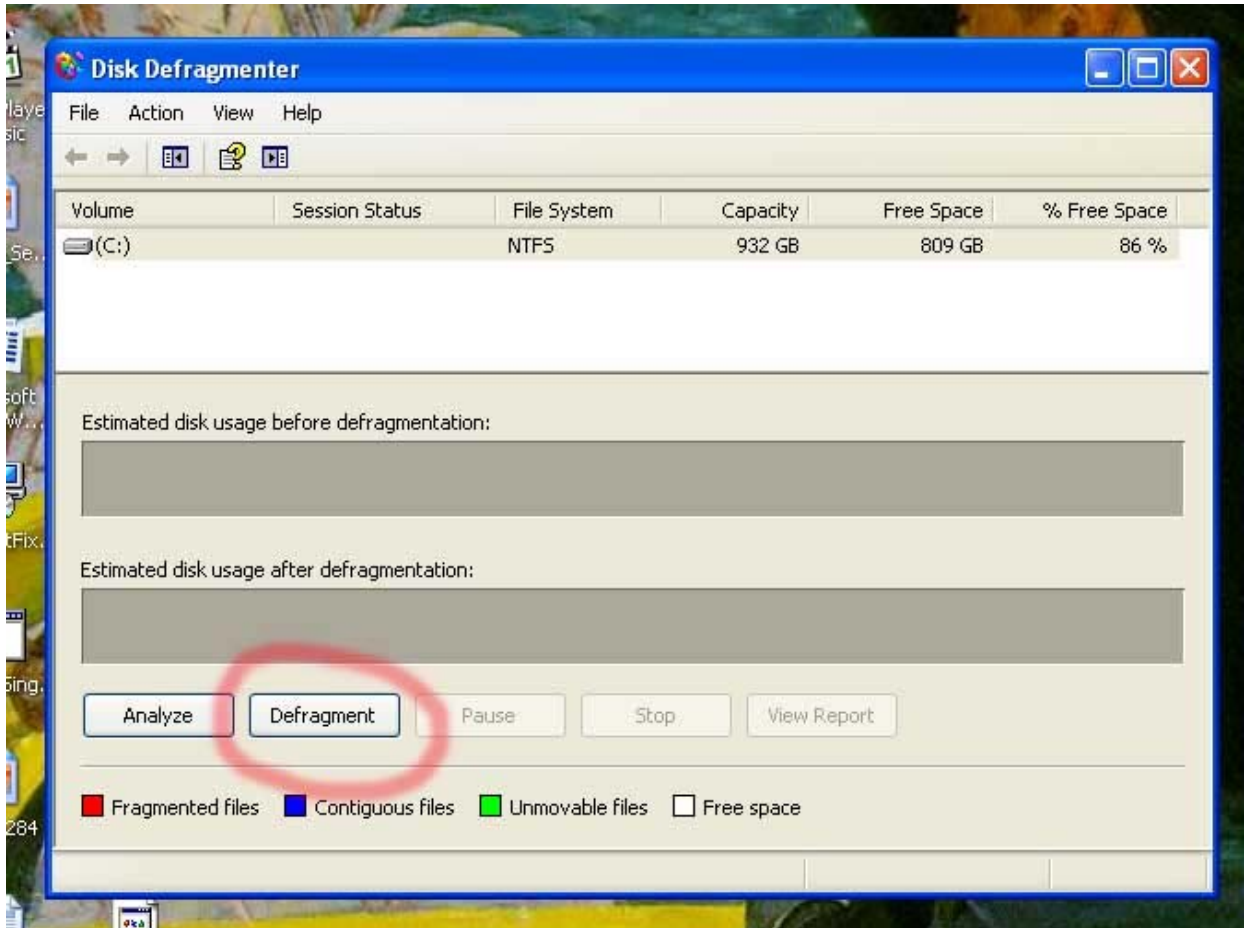 Disk Defragmenter
File Action View Help
Volume Session Status File System Capacity Free Space % Free Space
(C:) NTFS 932 GB 809 GB 86 %
Estimated disk usage before defragmentation:
Estimated disk usage after defragmentation:
Analyze Defragment Pause Stop View Report
Fragmented files Contiguous files Unmovable files Free space
284